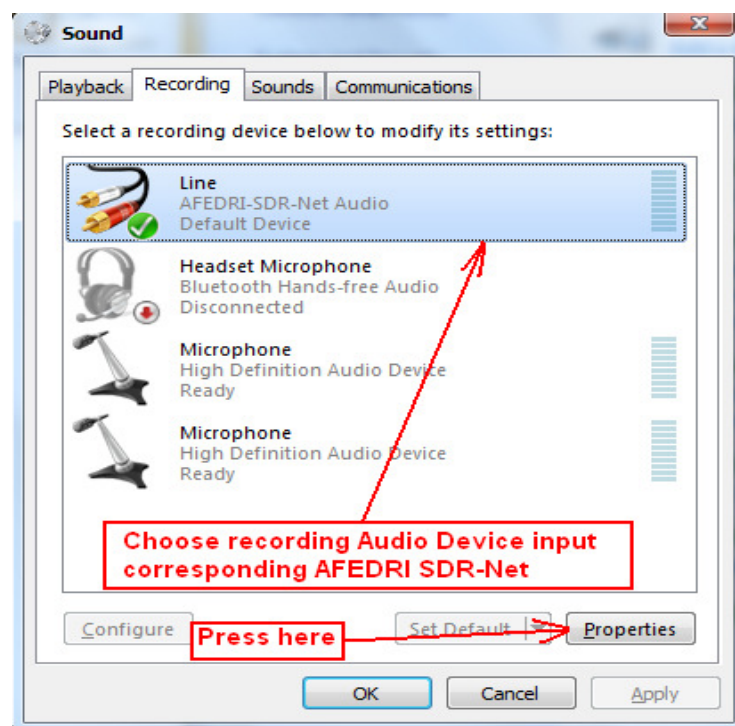 Sound
Playback Recording Sounds Communications
Select a recording device below to modify its settings:
Line
AFEDRI-SDR-Net Audio
Default Device
Headset Microphone
Bluetooth Hands-free Audio
Disconnected
Microphone
High Definition Audio Device
Ready
Microphone
High Definition Audio Device
Ready
Choose recording Audio Device input
corresponding AFEDRI SDR-Net
Configure Press here Set Default Properties
OK Cancel Apply